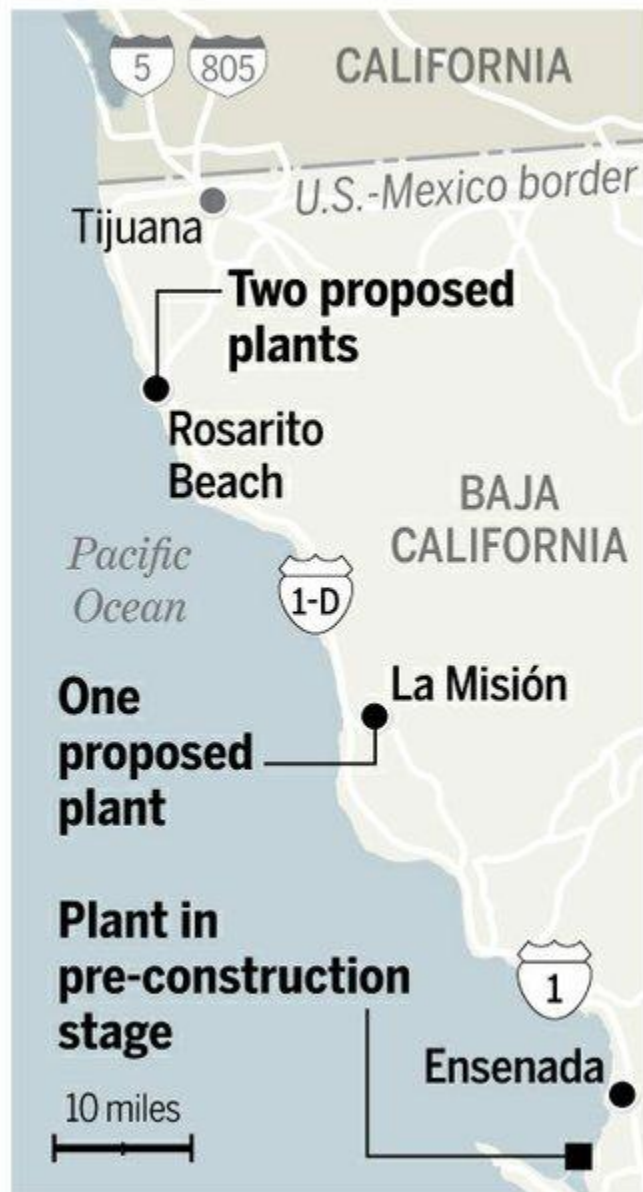 5
805
CALIFORNIA
U.S.-Mexico border
Tijuana
Two proposed
plants
Rosarito
Beach
BAJA
CALIFORNIA
Pacific
Ocean
1-D
La Misión
One
proposed
plant
Plant in
pre-construction
stage
1
Ensenada
10 miles